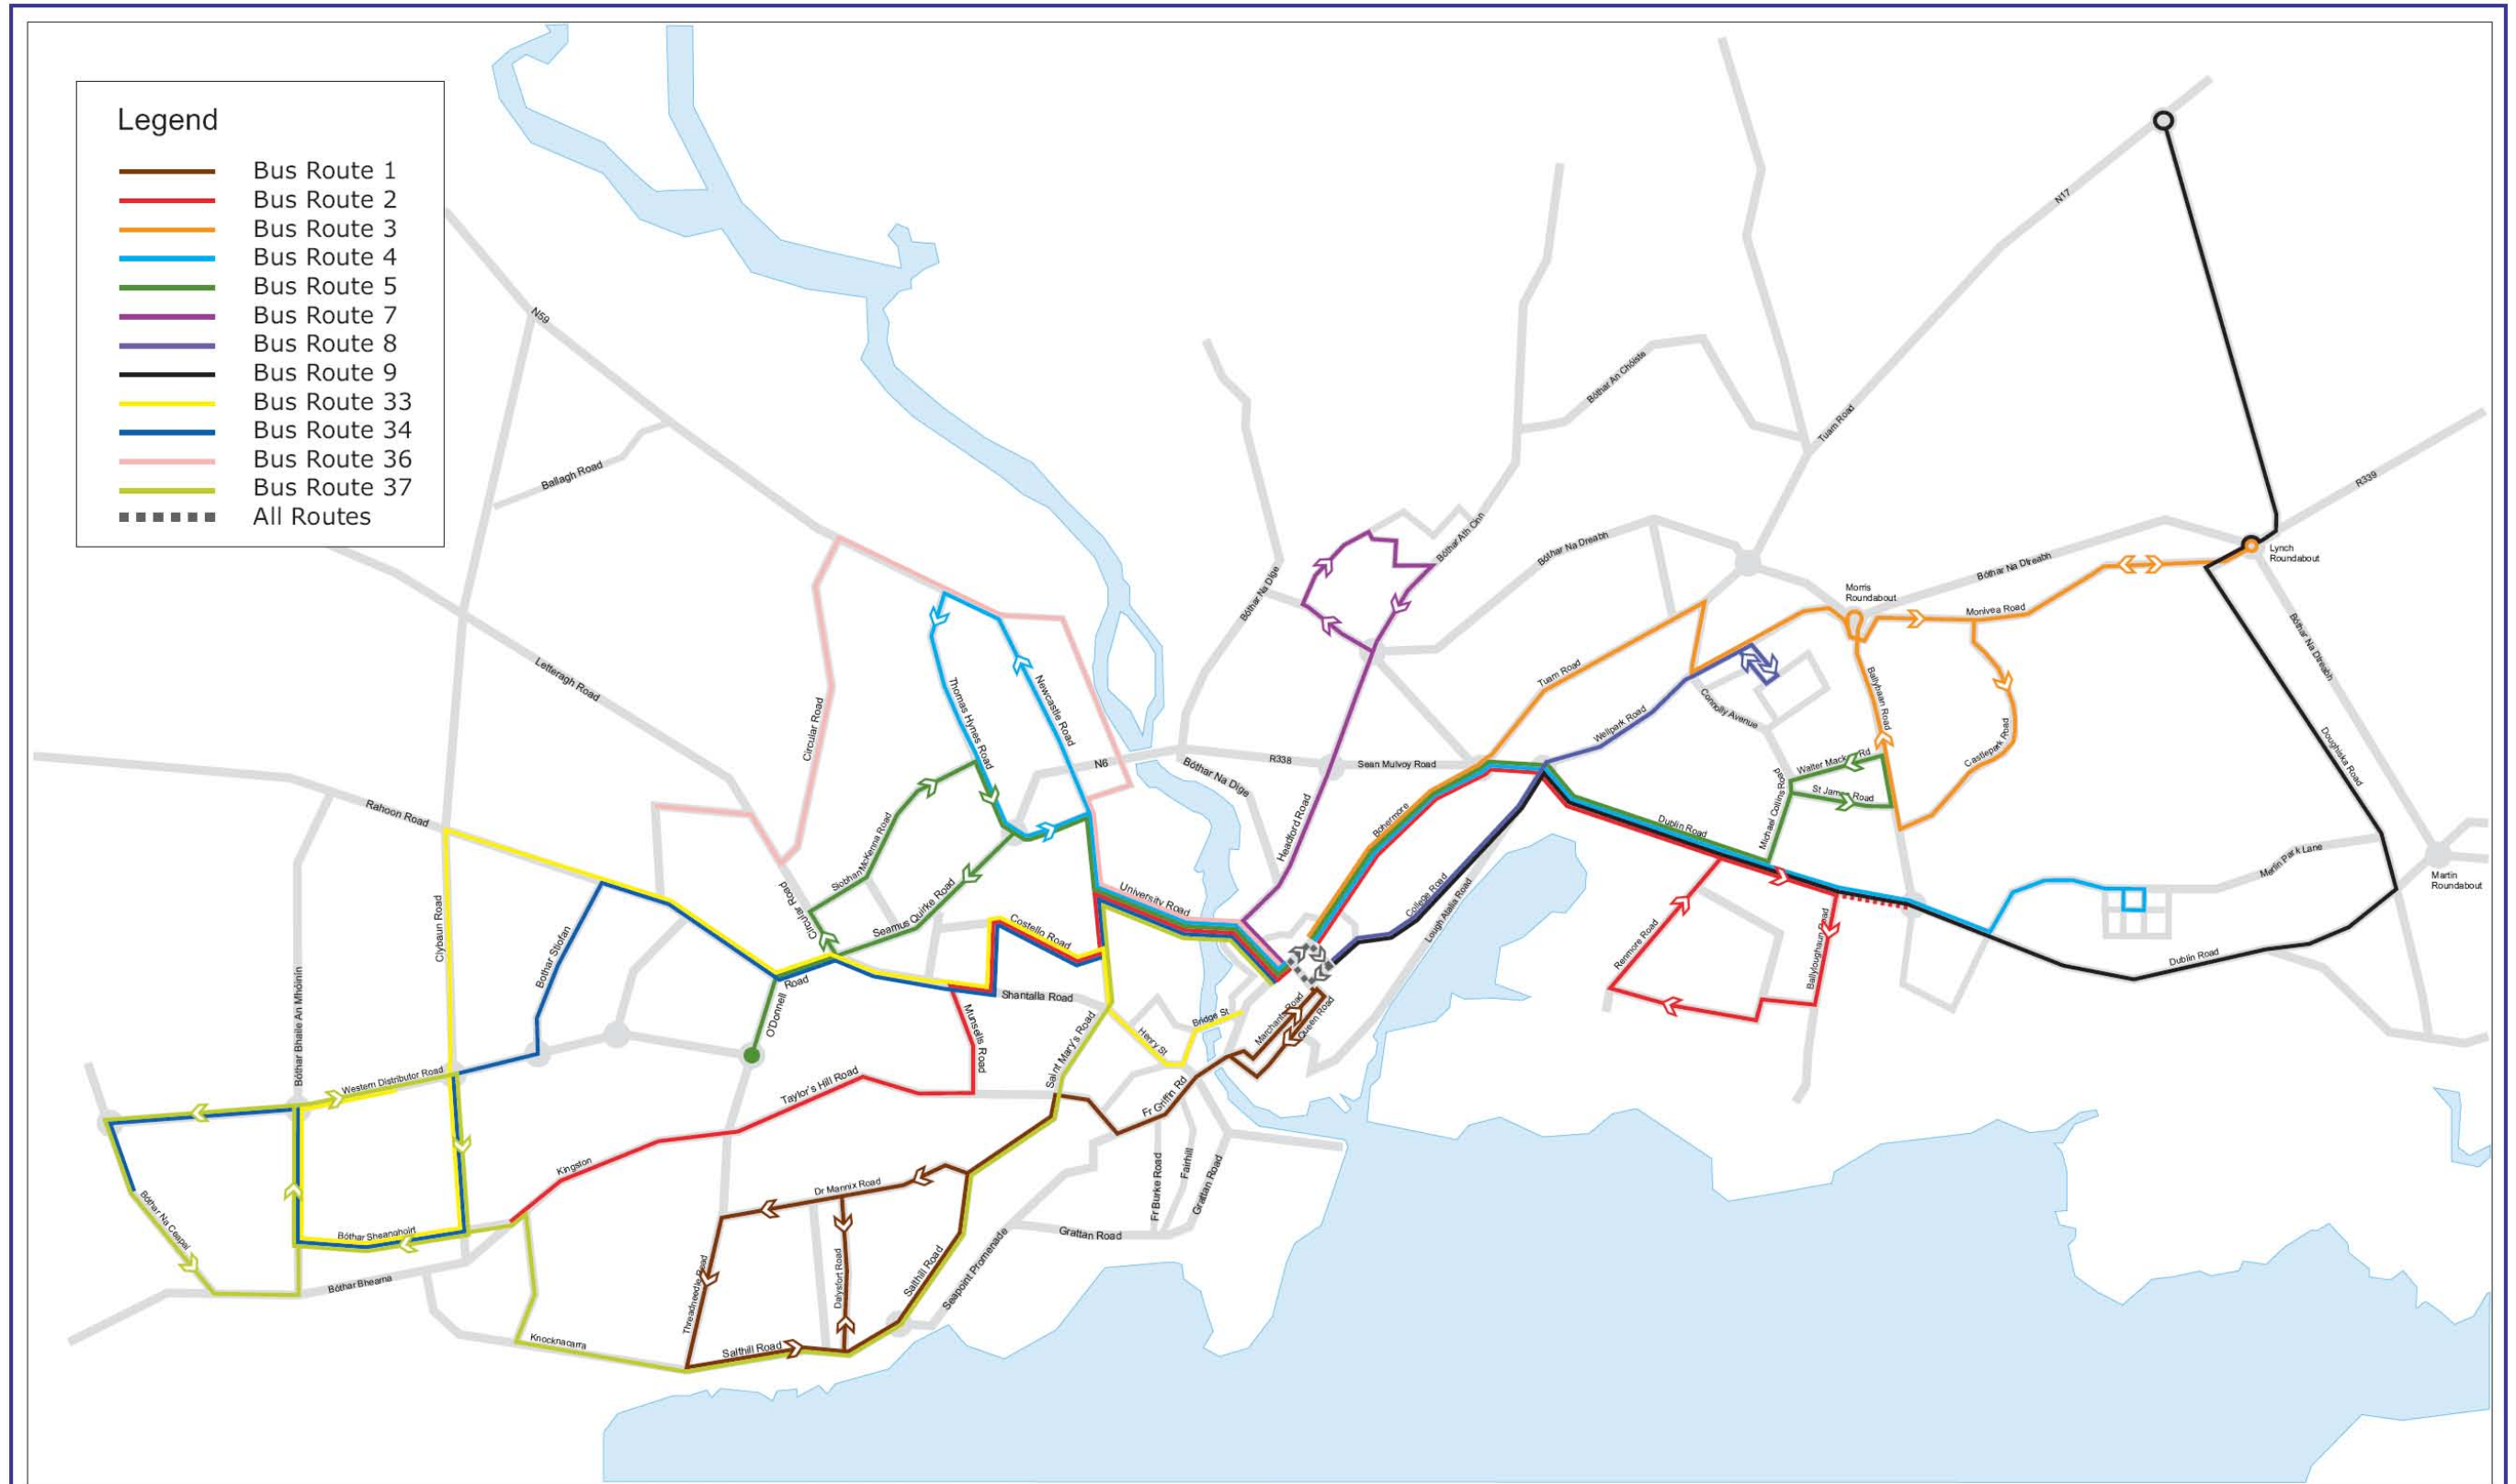 Legend
Bus Route 1
Bus Route 2
Bus Route 3
Bus Route 4
Bus Route 5
Bus Route 7
Bus Route 8
Bus Route 9
Bus Route 33
Bus Route 34
Bus Route 36
Bus Route 37
All Routes
N59
N17
Ballagh Road
Bóthar An Chóiste
Tuam Road
R339
Bóthar Na Dreabh
Bóthar Ath Cinn
Lynch
Roundabout
Bóthar Na Dtreabh
Bóthar Na Dige
Morris
Roundabout
Monivea Road
Letteragh Road
Circular Road
Thomas Hynes Road
Newcastle Road
Tuam Road
Connolly Avenue
Ballybaan Road
Bóthar Na Dtreabh
Wellpark Road
Castlepark Road
Doughiska Road
N6
R338
Sean Mulvoy Road
Bóthar Na Dige
Walter Mack Rd
St James Road
Michael Collins Road
Rahoon Road
Siobhan McKenna Road
Headford Road
Bohermore
Dublin Road
Merlin Park Lane
Martin
Roundabout
Clybaun Road
Bothar Stiofan
Circular Road
Seamus Quirke Road
Costello Road
University Road
College Road
Lough Atalia Road
Renmore Road
Ballyloughaun Road
Dublin Road
Bóthar Bhaile An Mhóinin
O'Donnell
Road
Shantalla Road
Munsells Road
Saint Mary's Road
Henry St
Bridge St
Merchants Road
Queen Road
Western Distributor Road
Taylor's Hill Road
Fr Griffin Rd
Kingston
Dr Mannix Road
Fr Burke Road
Fairhill
Grattan Road
Grattan Road
Bóthar Na Ceapai
Bóthar Sheanghoirt
Bóthar Bhearna
Threadneedle Road
Dalysfort Road
Salthill Road
Seapoint Promenade
Knocknacarra
Salthill Road